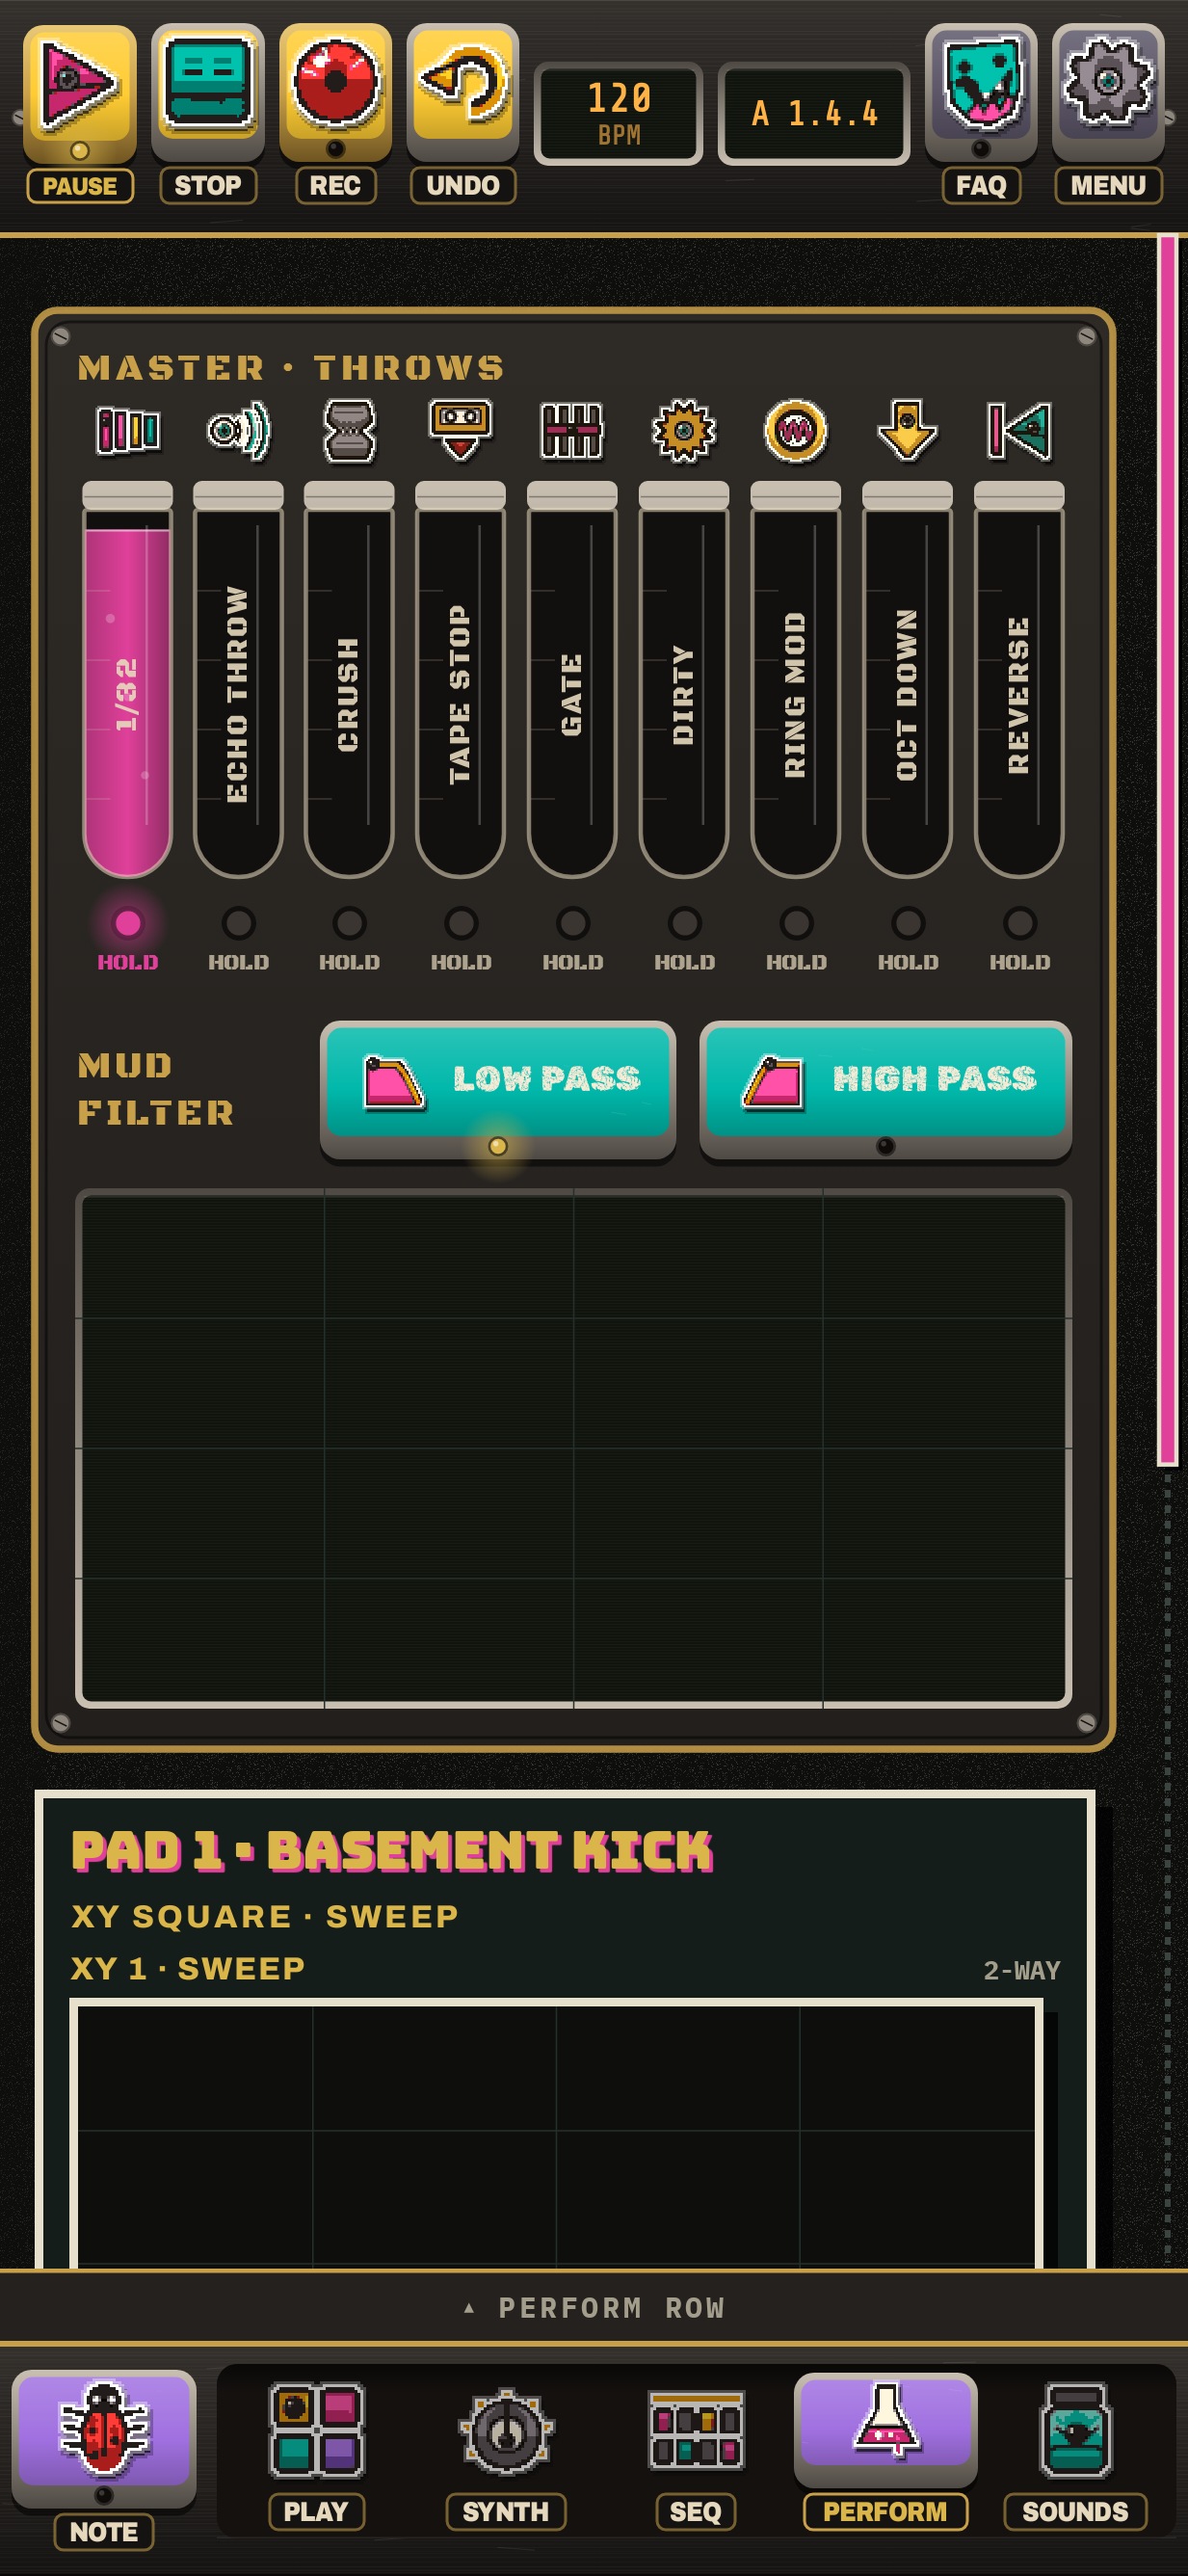 120
BPM
A 1.4.4
PAUSE STOP REC UNDO FAQ MENU
MASTER · THROWS
1/32
ECHO THROW
CRUSH
TAPE STOP
GATE
DIRTY
RING MOD
OCT DOWN
REVERSE
HOLD HOLD HOLD HOLD HOLD HOLD HOLD HOLD HOLD
MUD
FILTER
LOW PASS
HIGH PASS
PAD 1 · BASEMENT KICK
XY SQUARE · SWEEP
XY 1 · SWEEP
2-WAY
▲ PERFORM ROW
NOTE PLAY SYNTH SEQ PERFORM SOUNDS